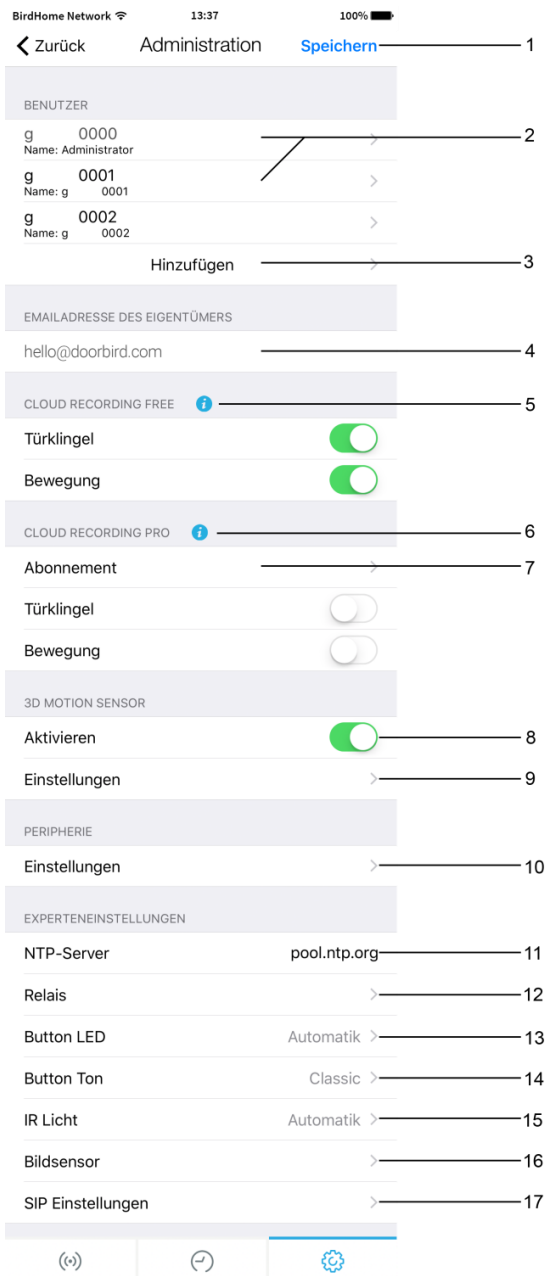 BirdHome Network 13:37 100%
Zurück Administration Speichern 1
BENUTZER
g 0000 2
Name: Administrator
g 0001
Name: g 0001
g 0002
Name: g 0002
Hinzufügen 3
EMAILADRESSE DES EIGENTÜMERS
hello@doorbird.com 4
CLOUD RECORDING FREE i 5
Türklingel
Bewegung
CLOUD RECORDING PRO i 6
Abonnement 7
Türklingel
Bewegung
3D MOTION SENSOR
Aktivieren 8
Einstellungen 9
PERIPHERIE
Einstellungen 10
EXPERTENEINSTELLUNGEN
NTP-Server pool.ntp.org 11
Relais 12
Button LED Automatik 13
Button Ton Classic 14
IR Licht Automatik 15
Bildsensor 16
SIP Einstellungen 17